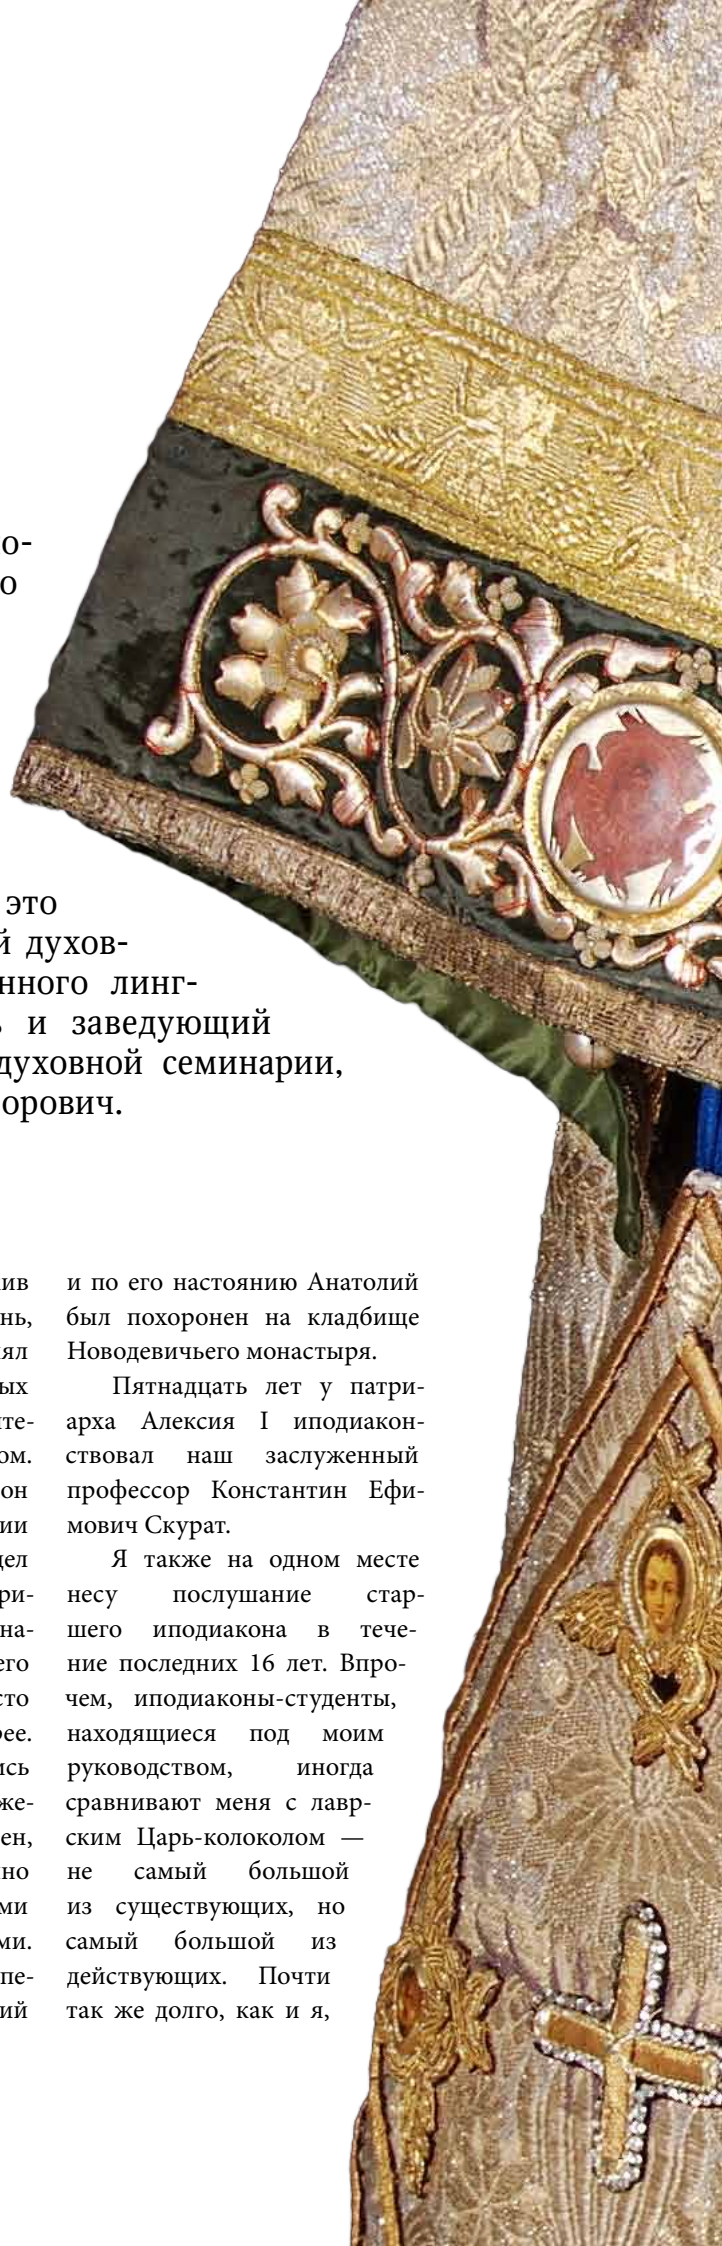 о-
о
это
й духов-
нного линг-
ь и заведующий
духовной семинарии,
орович.
ив
нь,
ял
ых
ите-
ом.
он
ии
цел
ри-
на-
его
сто
рее.
ись
же-
ен,
но
ми
ми.
пе-
ий
и по его настоянию Анатолий
был похоронен на кладбище
Новодевичьего монастыря.
Пятнадцать лет у патри-
арха Алексия I иподиакон-
ствовал наш заслуженный
профессор Константин Ефи-
мович Скурат.
Я также на одном месте
несу послушание стар-
шего иподиакона в тече-
ние последних 16 лет. Впро-
чем, иподиаконы-студенты,
находящиеся под моим
руководством, иногда
сравнивают меня с лавр-
ским Царь-колоколом —
не самый большой
из существующих, но
самый большой из
действующих. Почти
так же долго, как и я,